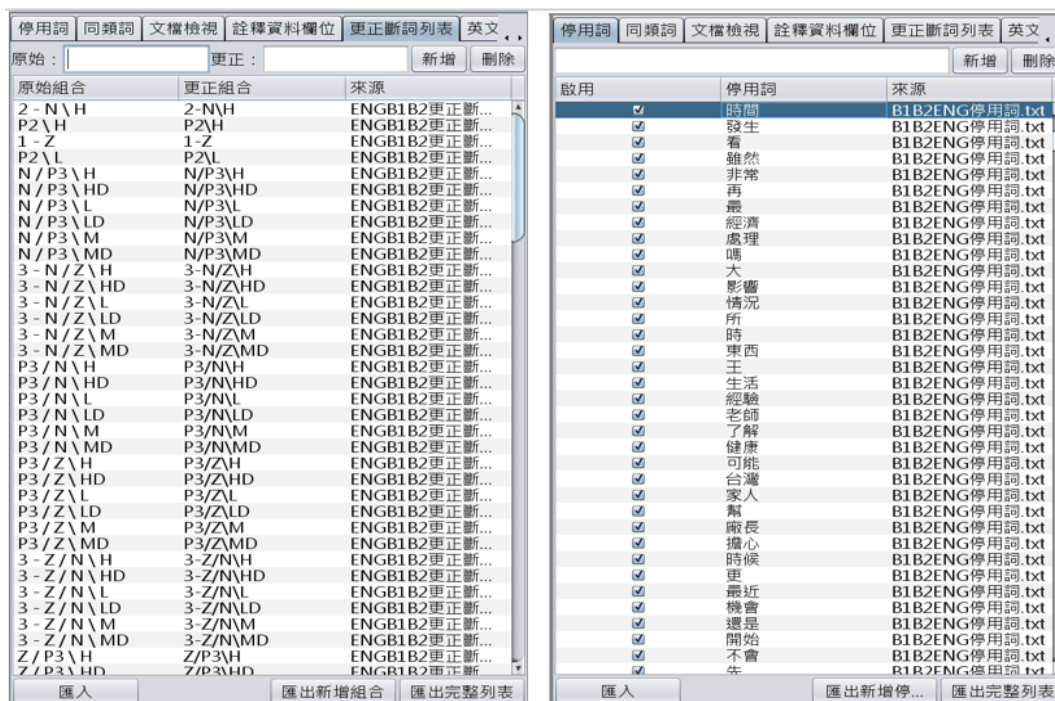 停用詞 同類詞 文檔檢視 詮釋資料欄位 更正斷詞列表 英文
原始： 更正： 新增 刪除
原始組合 更正組合 來源
2 - N \ H 2-N\H ENGB1B2更正斷...
P2 \ H P2\H ENGB1B2更正斷...
1 - Z 1-Z ENGB1B2更正斷...
P2 \ L P2\L ENGB1B2更正斷...
N / P3 \ H N/P3\H ENGB1B2更正斷...
N / P3 \ HD N/P3\HD ENGB1B2更正斷...
N / P3 \ L N/P3\L ENGB1B2更正斷...
N / P3 \ LD N/P3\LD ENGB1B2更正斷...
N / P3 \ M N/P3\M ENGB1B2更正斷...
N / P3 \ MD N/P3\MD ENGB1B2更正斷...
3 - N / Z \ H 3-N/Z\H ENGB1B2更正斷...
3 - N / Z \ HD 3-N/Z\HD ENGB1B2更正斷...
3 - N / Z \ L 3-N/Z\L ENGB1B2更正斷...
3 - N / Z \ LD 3-N/Z\LD ENGB1B2更正斷...
3 - N / Z \ M 3-N/Z\M ENGB1B2更正斷...
3 - N / Z \ MD 3-N/Z\MD ENGB1B2更正斷...
P3 / N \ H P3/N\H ENGB1B2更正斷...
P3 / N \ HD P3/N\HD ENGB1B2更正斷...
P3 / N \ L P3/N\L ENGB1B2更正斷...
P3 / N \ LD P3/N\LD ENGB1B2更正斷...
P3 / N \ M P3/N\M ENGB1B2更正斷...
P3 / N \ MD P3/N\MD ENGB1B2更正斷...
P3 / Z \ H P3/Z\H ENGB1B2更正斷...
P3 / Z \ HD P3/Z\HD ENGB1B2更正斷...
P3 / Z \ L P3/Z\L ENGB1B2更正斷...
P3 / Z \ LD P3/Z\LD ENGB1B2更正斷...
P3 / Z \ M P3/Z\M ENGB1B2更正斷...
P3 / Z \ MD P3/Z\MD ENGB1B2更正斷...
3 - Z / N \ H 3-Z/N\H ENGB1B2更正斷...
3 - Z / N \ HD 3-Z/N\HD ENGB1B2更正斷...
3 - Z / N \ L 3-Z/N\L ENGB1B2更正斷...
3 - Z / N \ LD 3-Z/N\LD ENGB1B2更正斷...
3 - Z / N \ M 3-Z/N\M ENGB1B2更正斷...
3 - Z / N \ MD 3-Z/N\MD ENGB1B2更正斷...
Z / P3 \ H Z/P3\H ENGB1B2更正斷...
Z / P3 \ HD Z/P3\HD ENGB1B2更正斷...
匯入 匯出新增組合 匯出完整列表
停用詞 同類詞 文檔檢視 詮釋資料欄位 更正斷詞列表 英文
新增 刪除
啟用 停用詞 來源
時間 B1B2ENG停用詞.txt
發生 B1B2ENG停用詞.txt
看 B1B2ENG停用詞.txt
雖然 B1B2ENG停用詞.txt
非常 B1B2ENG停用詞.txt
再 B1B2ENG停用詞.txt
最 B1B2ENG停用詞.txt
經濟 B1B2ENG停用詞.txt
處理 B1B2ENG停用詞.txt
嗎 B1B2ENG停用詞.txt
大 B1B2ENG停用詞.txt
影響 B1B2ENG停用詞.txt
情況 B1B2ENG停用詞.txt
所 B1B2ENG停用詞.txt
時 B1B2ENG停用詞.txt
東西 B1B2ENG停用詞.txt
王 B1B2ENG停用詞.txt
生活 B1B2ENG停用詞.txt
經驗 B1B2ENG停用詞.txt
老師 B1B2ENG停用詞.txt
了解 B1B2ENG停用詞.txt
健康 B1B2ENG停用詞.txt
可能 B1B2ENG停用詞.txt
台灣 B1B2ENG停用詞.txt
家人 B1B2ENG停用詞.txt
幫 B1B2ENG停用詞.txt
廠長 B1B2ENG停用詞.txt
擔心 B1B2ENG停用詞.txt
時候 B1B2ENG停用詞.txt
更 B1B2ENG停用詞.txt
最近 B1B2ENG停用詞.txt
機會 B1B2ENG停用詞.txt
還是 B1B2ENG停用詞.txt
開始 B1B2ENG停用詞.txt
不會 B1B2ENG停用詞.txt
先 B1B2ENG停用詞.txt
匯入 匯出新增停... 匯出完整列表